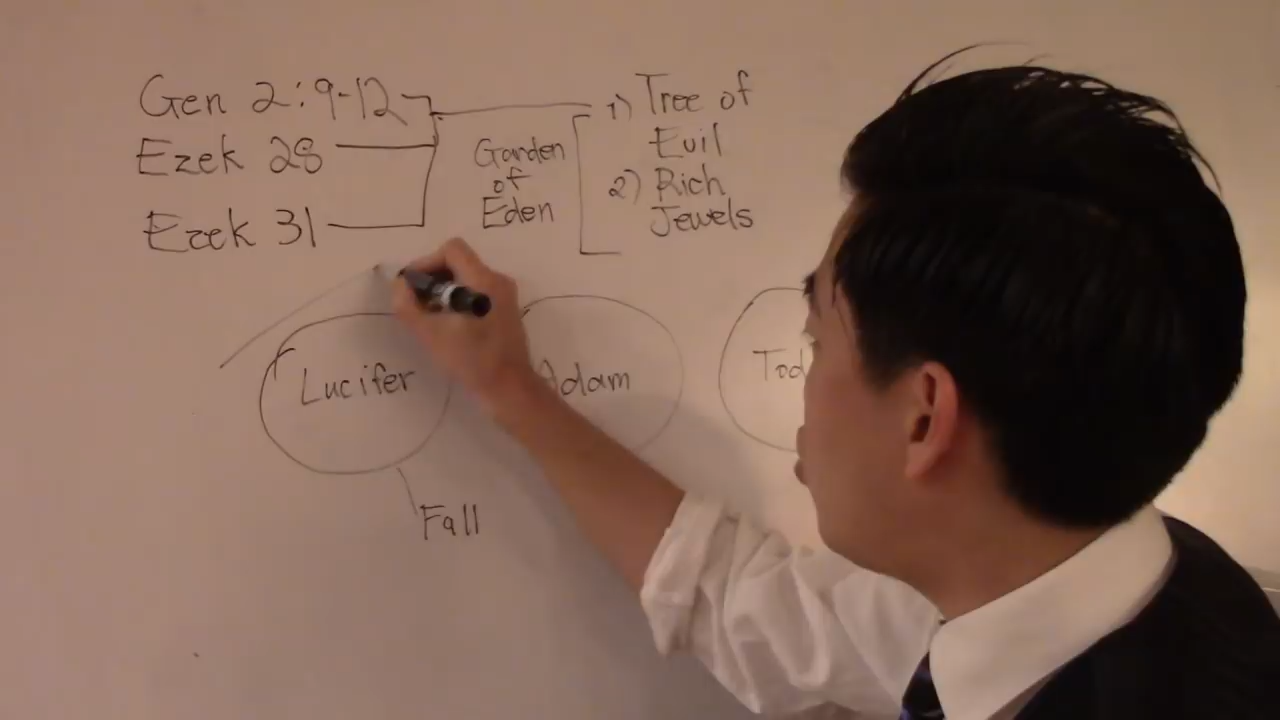 Gen 2:9-12
Ezek 28
Ezek 31
Garden
of
Eden
1) Tree of
Evil
2) Rich
Jewels
Lucifer
Adam
Fall